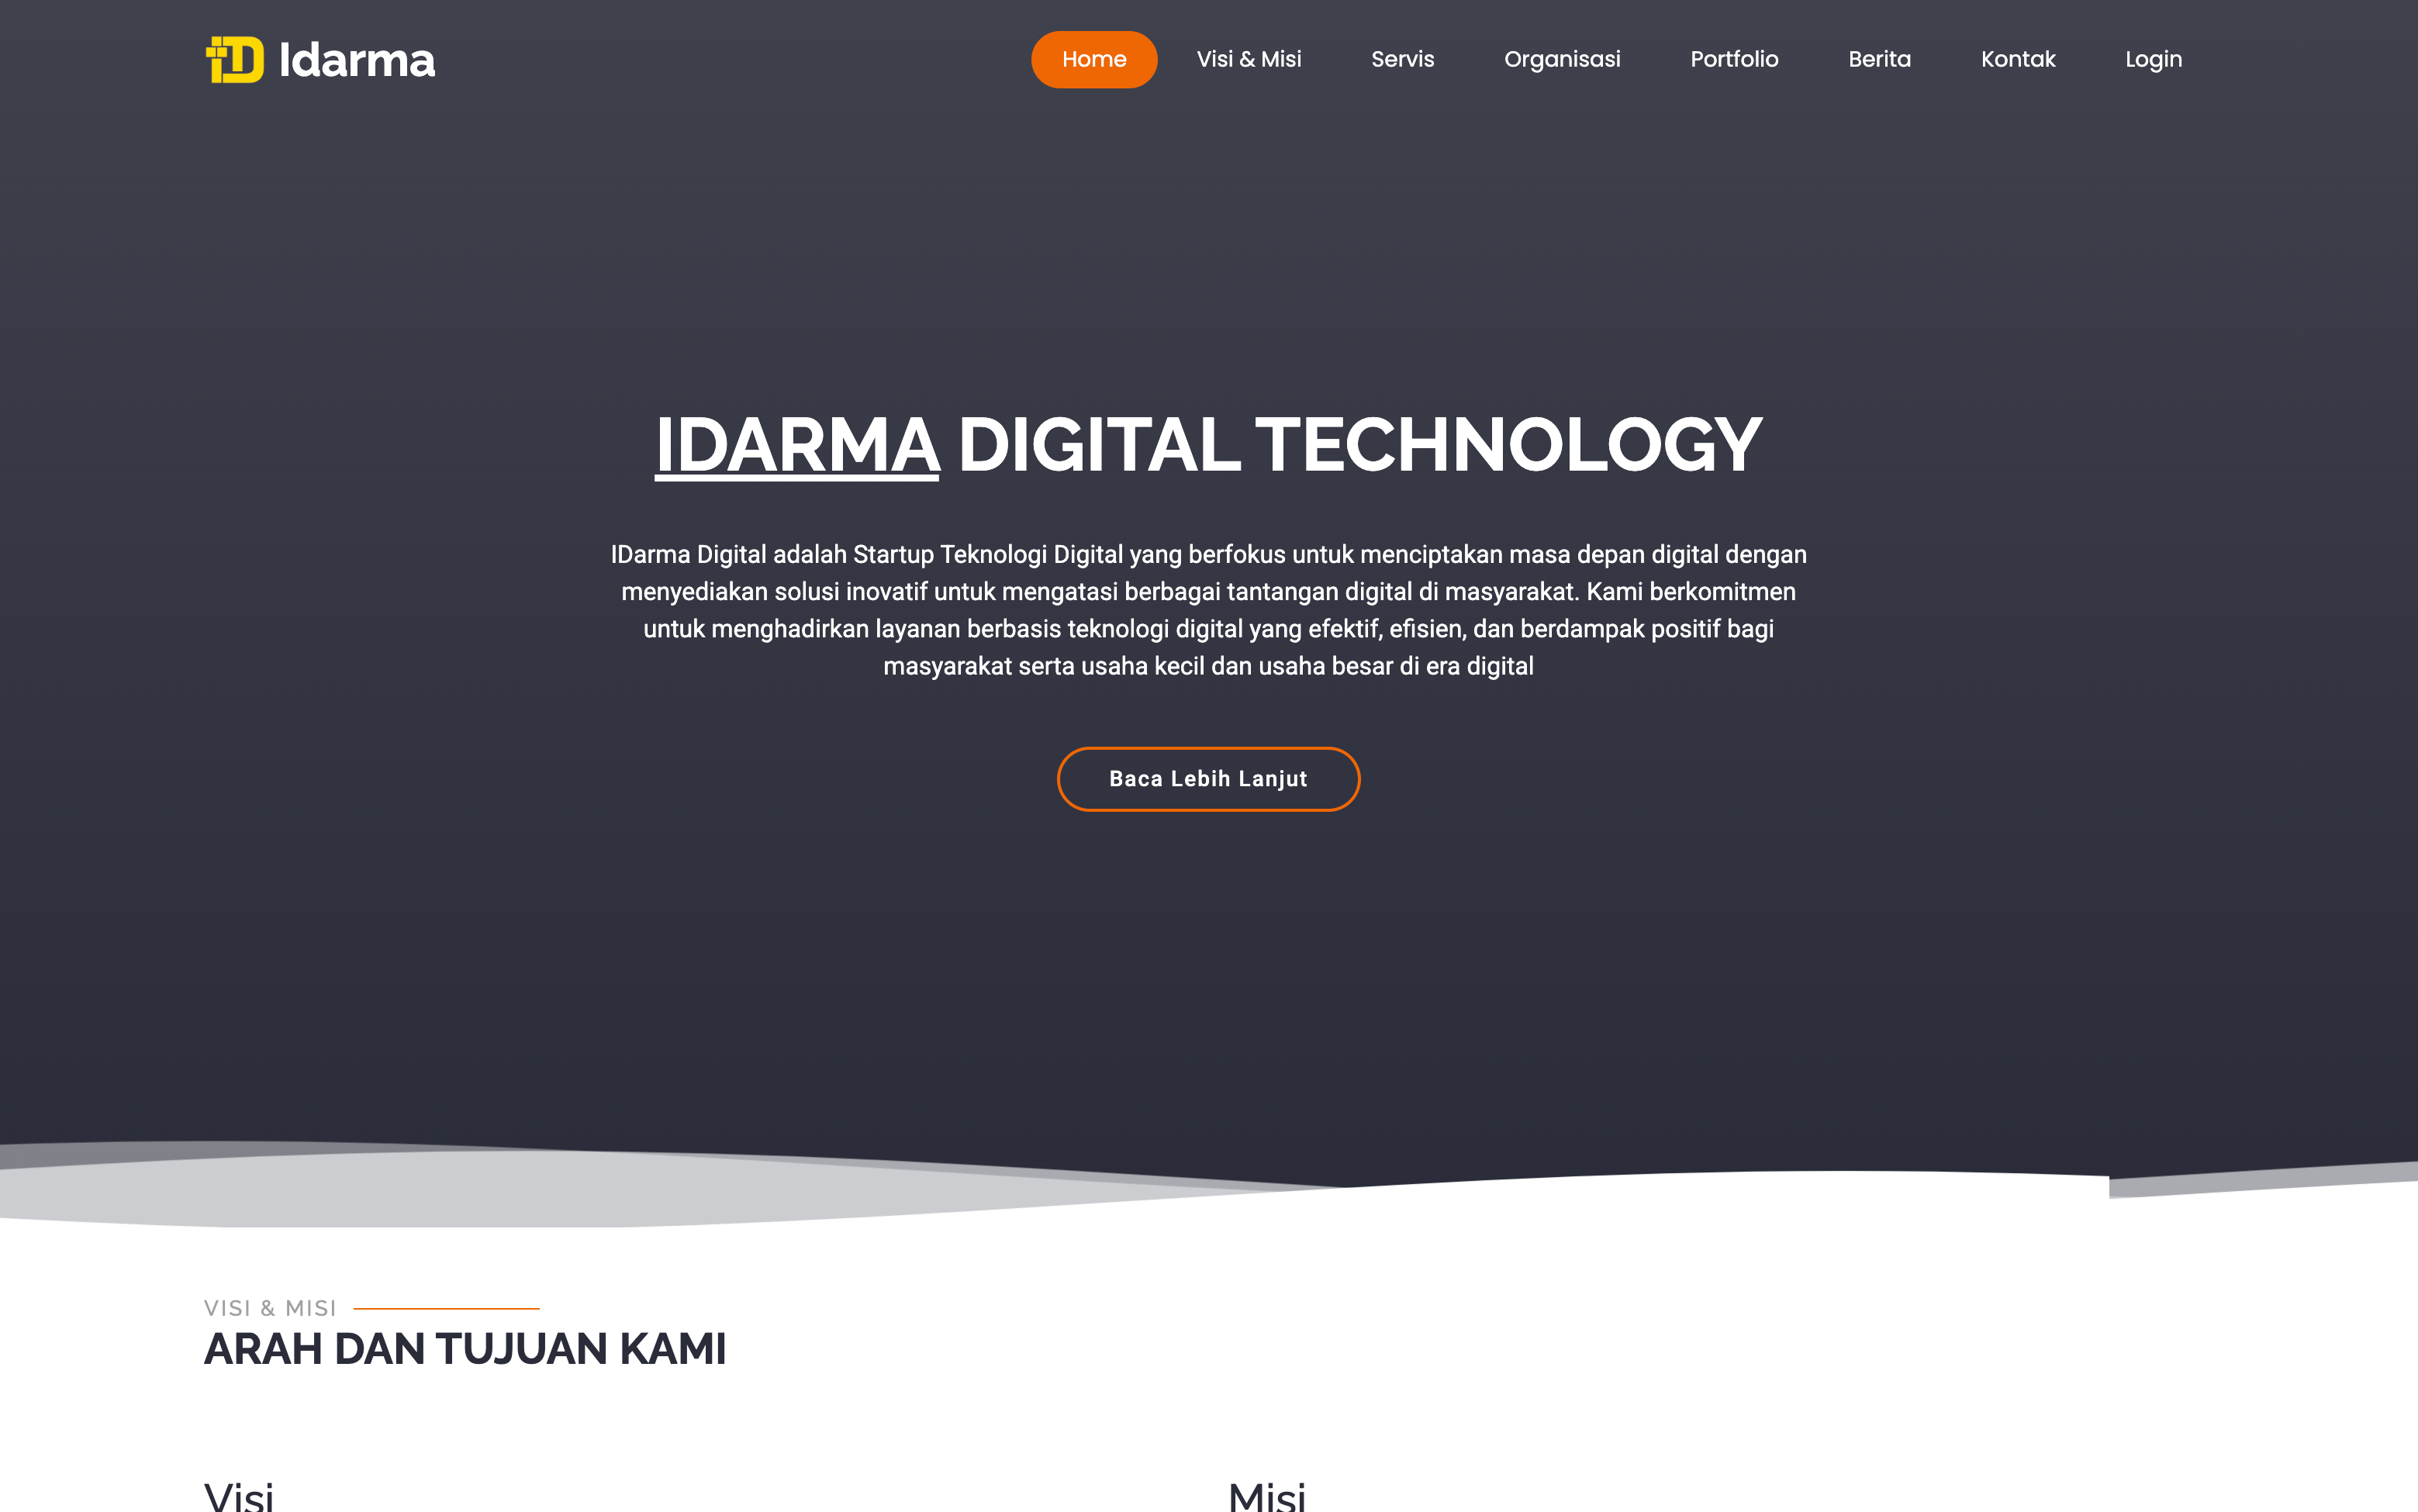 Idarma
Home
Visi & Misi
Servis
Organisasi
Portfolio
Berita
Kontak
Login
IDARMA DIGITAL TECHNOLOGY
IDarma Digital adalah Startup Teknologi Digital yang berfokus untuk menciptakan masa depan digital dengan
menyediakan solusi inovatif untuk mengatasi berbagai tantangan digital di masyarakat. Kami berkomitmen
untuk menghadirkan layanan berbasis teknologi digital yang efektif, efisien, dan berdampak positif bagi
masyarakat serta usaha kecil dan usaha besar di era digital
Baca Lebih Lanjut
VISI & MISI
ARAH DAN TUJUAN KAMI
Visi
Misi